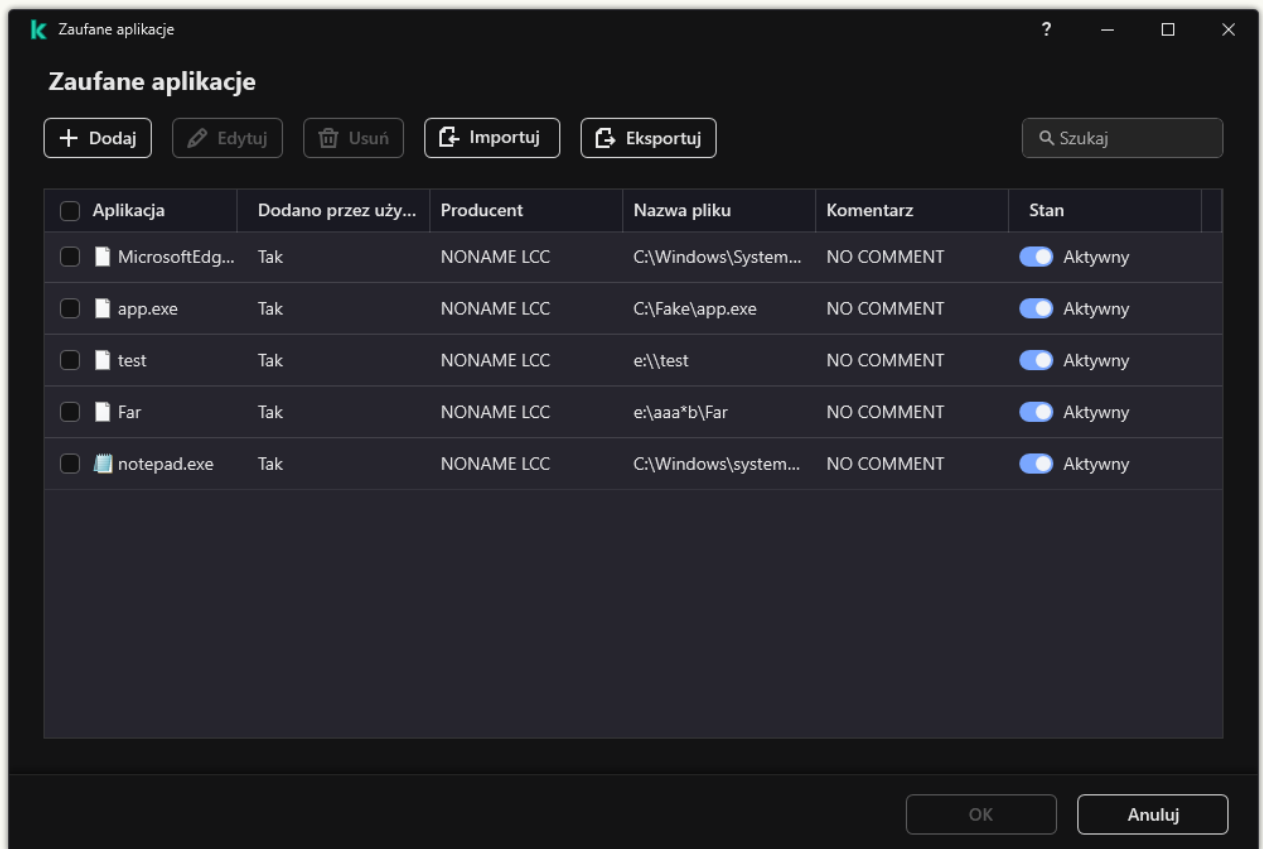 Zaufane aplikacje
?
Zaufane aplikacje
Dodaj Edytuj Usuń Importuj Eksportuj Szukaj
Aplikacja Dodano przez uży... Producent Nazwa pliku Komentarz Stan
MicrosoftEdg... Tak NONAME LCC C:\Windows\System... NO COMMENT Aktywny
app.exe Tak NONAME LCC C:\Fake\app.exe NO COMMENT Aktywny
test Tak NONAME LCC e:\\test NO COMMENT Aktywny
Far Tak NONAME LCC e:\aaa*b\Far NO COMMENT Aktywny
notepad.exe Tak NONAME LCC C:\Windows\system... NO COMMENT Aktywny
OK Anuluj